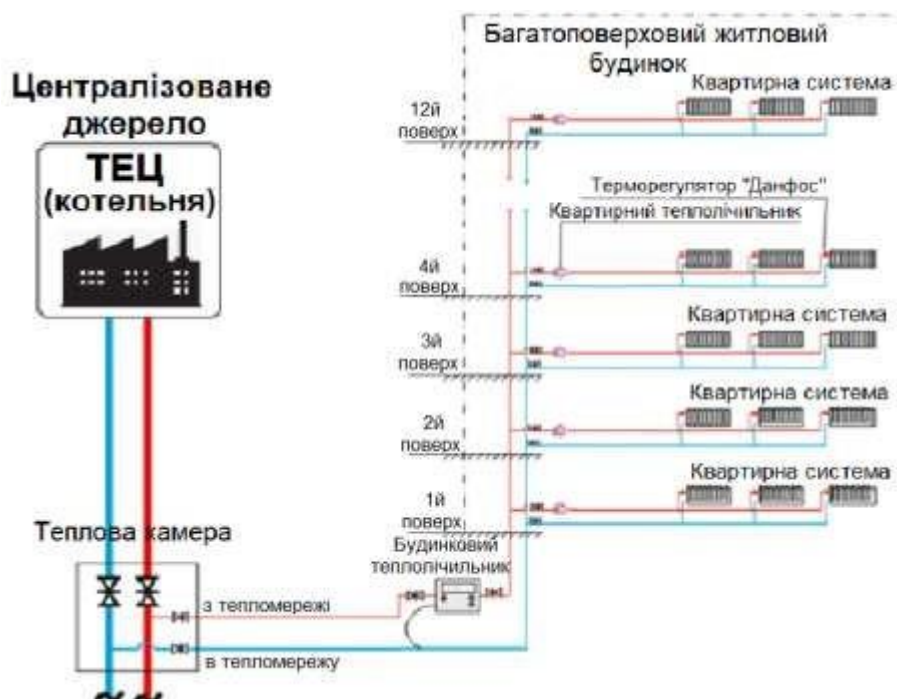 Багатоповерховий житловий
будинок
Централізоване
джерело
ТЕЦ
(котельня)
Квартирна система
12й
поверх
Терморегулятор "Данфос"
Квартирний теплолічильник
4й
поверх
Квартирна система
3й
поверх
Квартирна система
2й
поверх
Квартирна система
1й
поверх
Теплова камера
Будинковий
теплолічильник
з тепломережі
в тепломережу